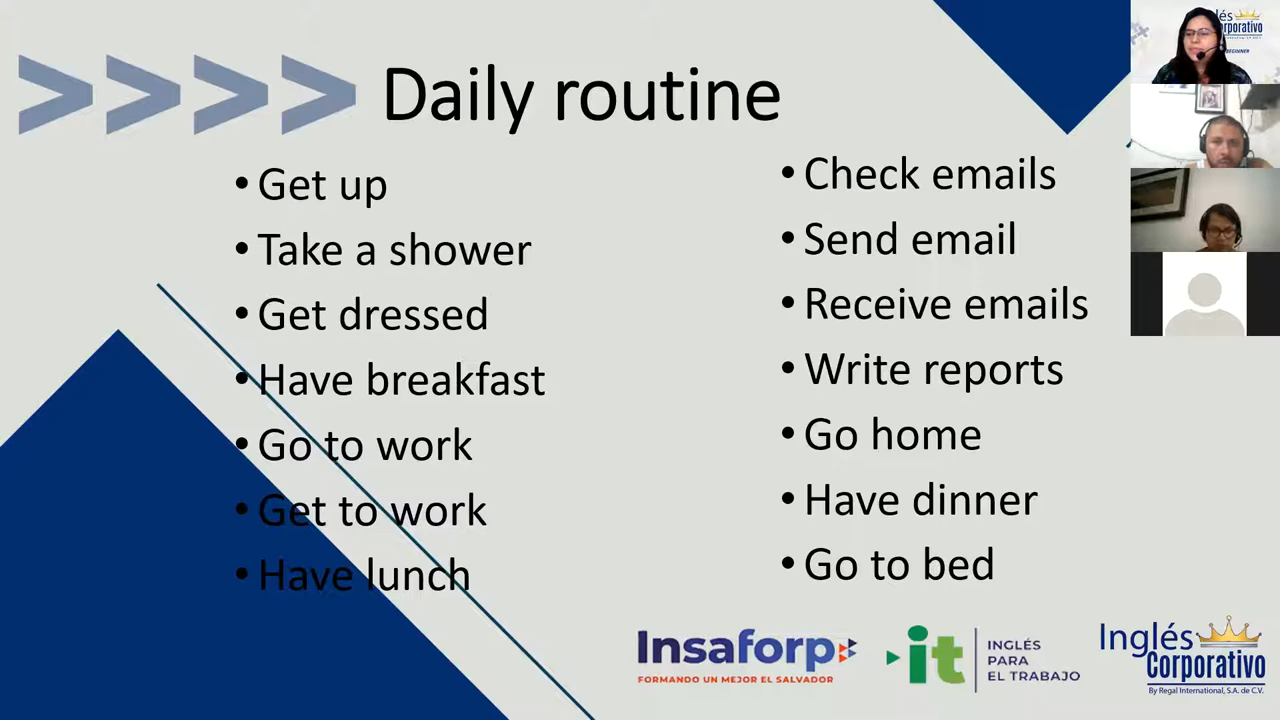 Daily routine
• Get up
• Take a shower
• Get dressed
• Have breakfast
• Go to work
• Get to work
• Have lunch
• Check emails
• Send email
• Receive emails
• Write reports
• Go home
• Have dinner
• Go to bed
Insaforp
FORMANDO UN MEJOR EL SALVADOR
it
INGLÉS
PARA
EL TRABAJO
Inglés
Corporativo
By Regal International, S.A. de C.V.
BEGINNER